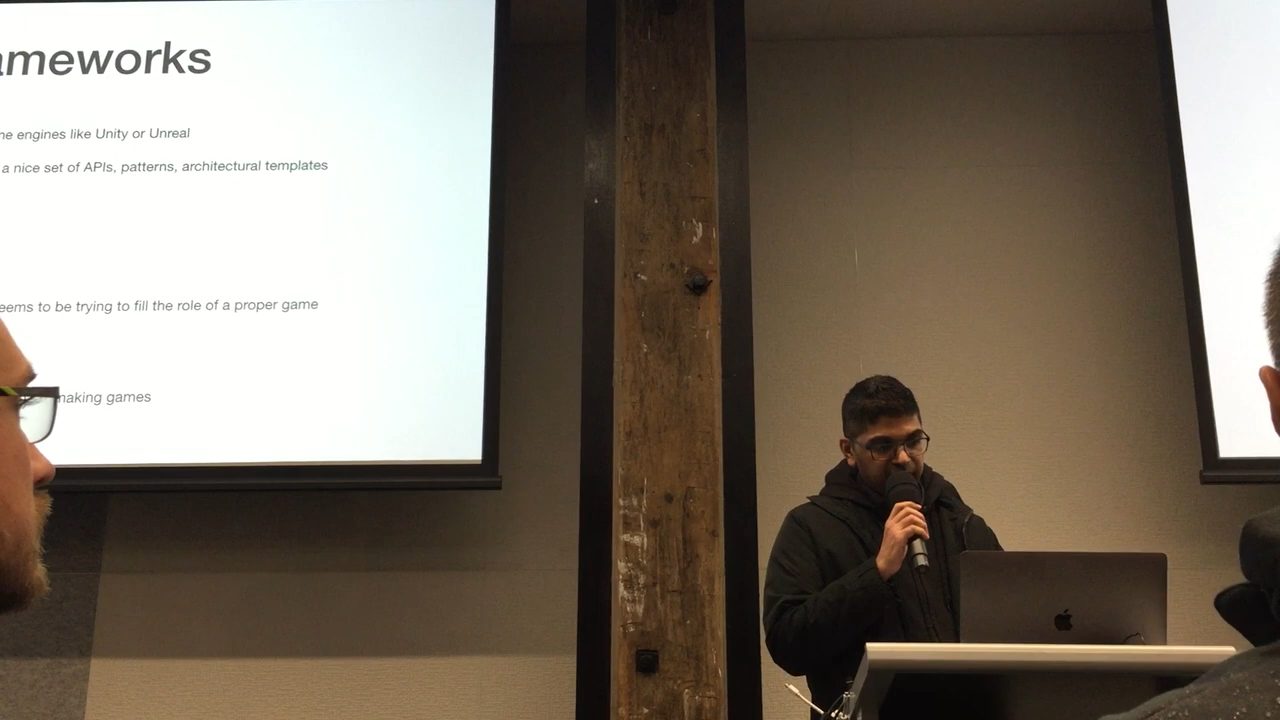 ameworks
ne engines like Unity or Unreal
a nice set of APIs, patterns, architectural templates
eems to be trying to fill the role of a proper game
naking games